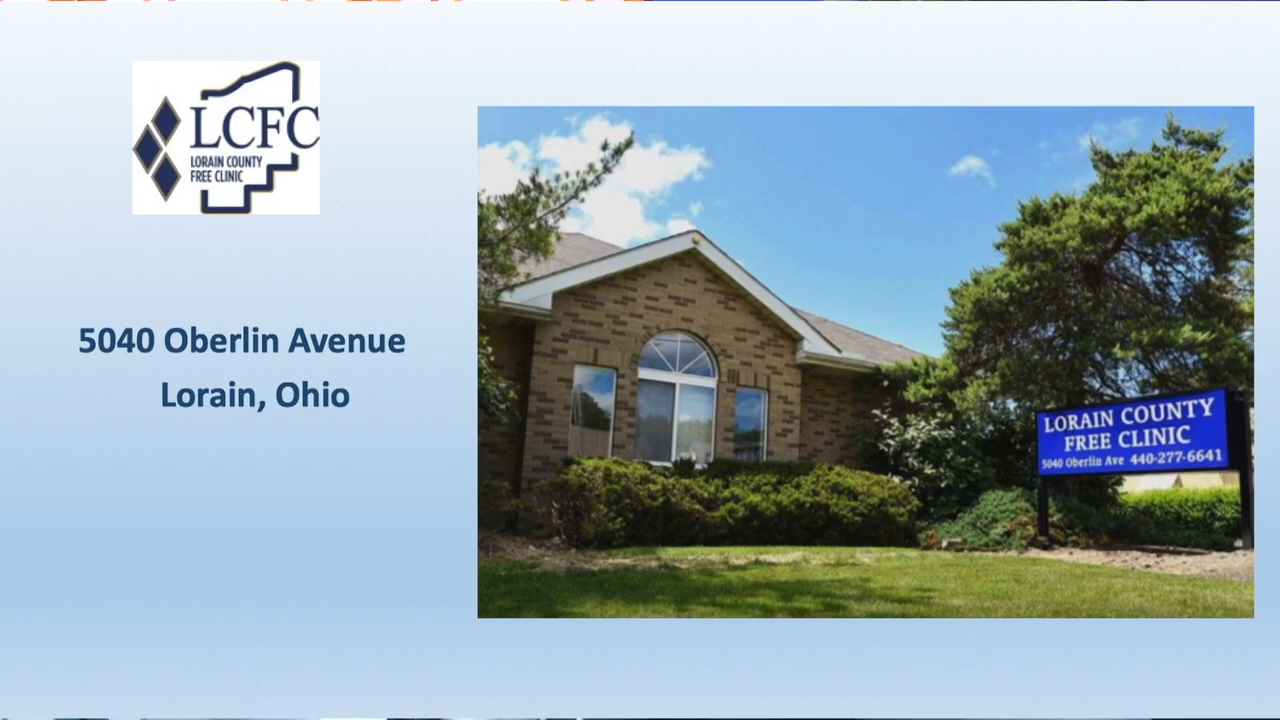 LCFC
LORAIN COUNTY
FREE CLINIC
5040 Oberlin Avenue
Lorain, Ohio
LORAIN COUNTY
FREE CLINIC
5040 Oberlin Ave 440-277-6641